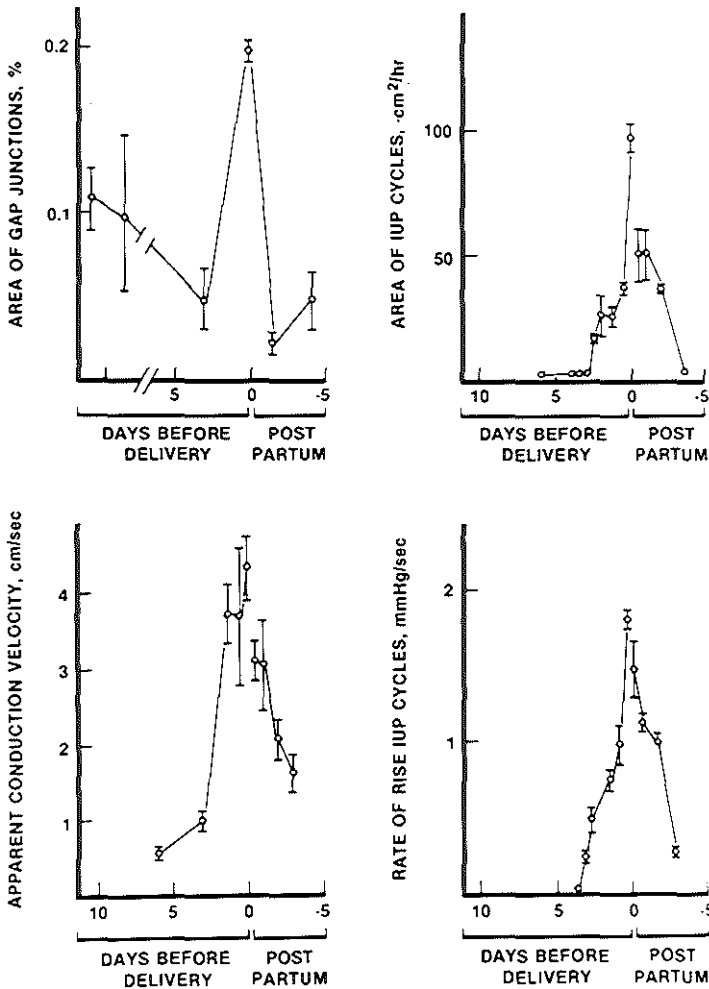 AREA OF GAP JUNCTIONS, %
0.2
0.1
5
0
-5
DAYS BEFORE
DELIVERY
POST
PARTUM
AREA OF IUP CYCLES, ·cm²/hr
100
50
10
5
0
-5
DAYS BEFORE
DELIVERY
POST
PARTUM
APPARENT CONDUCTION VELOCITY, cm/sec
4
3
2
1
10
5
0
-5
DAYS BEFORE
DELIVERY
POST
PARTUM
RATE OF RISE IUP CYCLES, mmHg/sec
2
1
10
5
0
-5
DAYS BEFORE
DELIVERY
POST
PARTUM